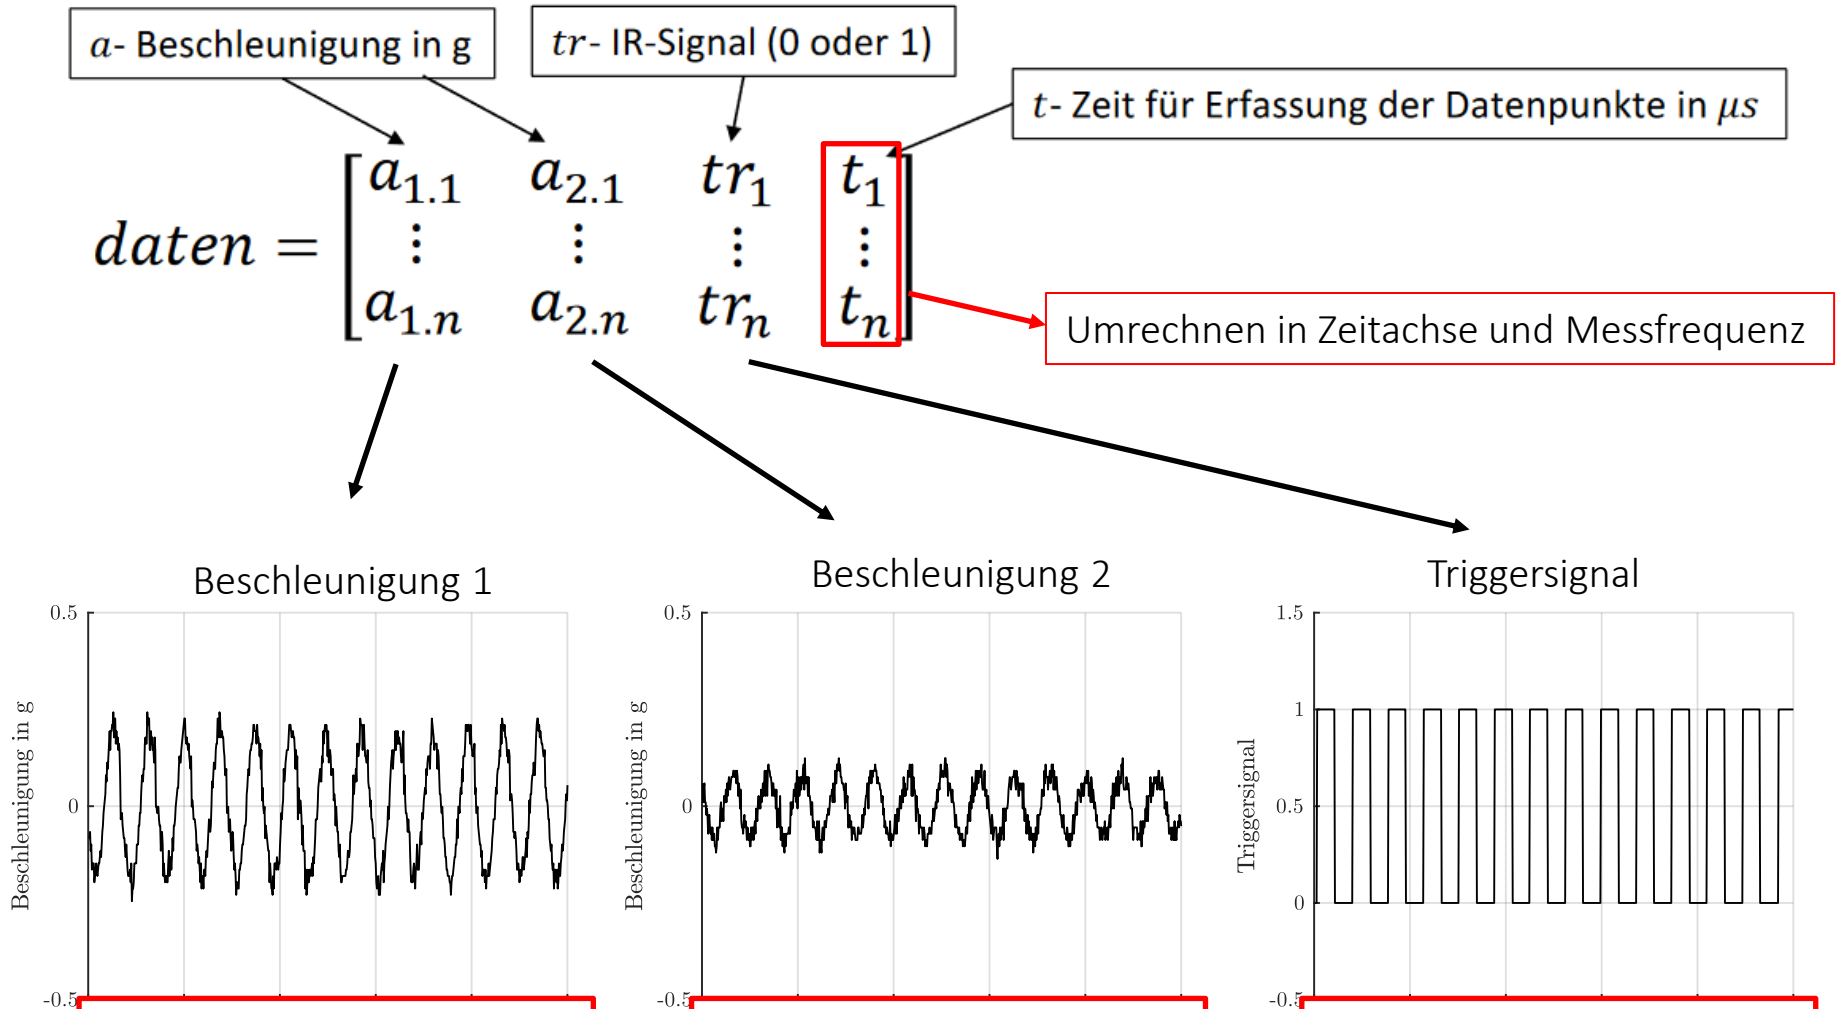 a- Beschleunigung in g
tr- IR-Signal (0 oder 1)
t- Zeit für Erfassung der Datenpunkte in μs
daten =
a1.1 a2.1 tr1 t1
⋮ ⋮ ⋮ ⋮
a1.n a2.n trn tn
Umrechnen in Zeitachse und Messfrequenz
Beschleunigung 1
0.5
0
-0.5
Beschleunigung in g
Beschleunigung 2
0.5
0
-0.5
Beschleunigung in g
Triggersignal
1.5
1
0.5
0
-0.5
Triggersignal